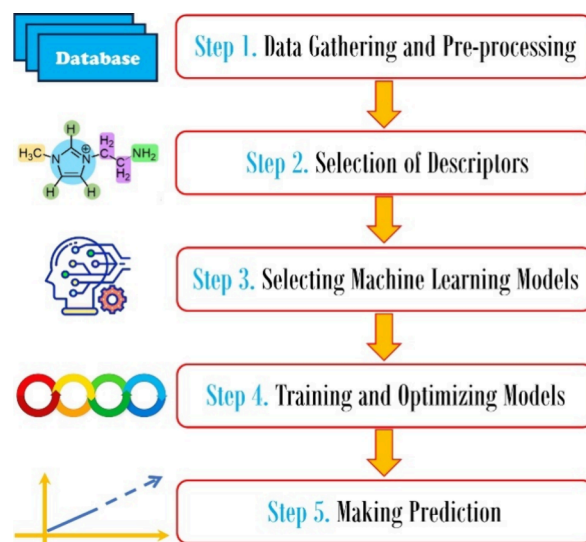 Database
Step 1. Data Gathering and Pre-processing
H
H₂
H₃C N N⊕ C NH₂
C
H₂
H H
Step 2. Selection of Descriptors
Step 3. Selecting Machine Learning Models
Step 4. Training and Optimizing Models
Step 5. Making Prediction